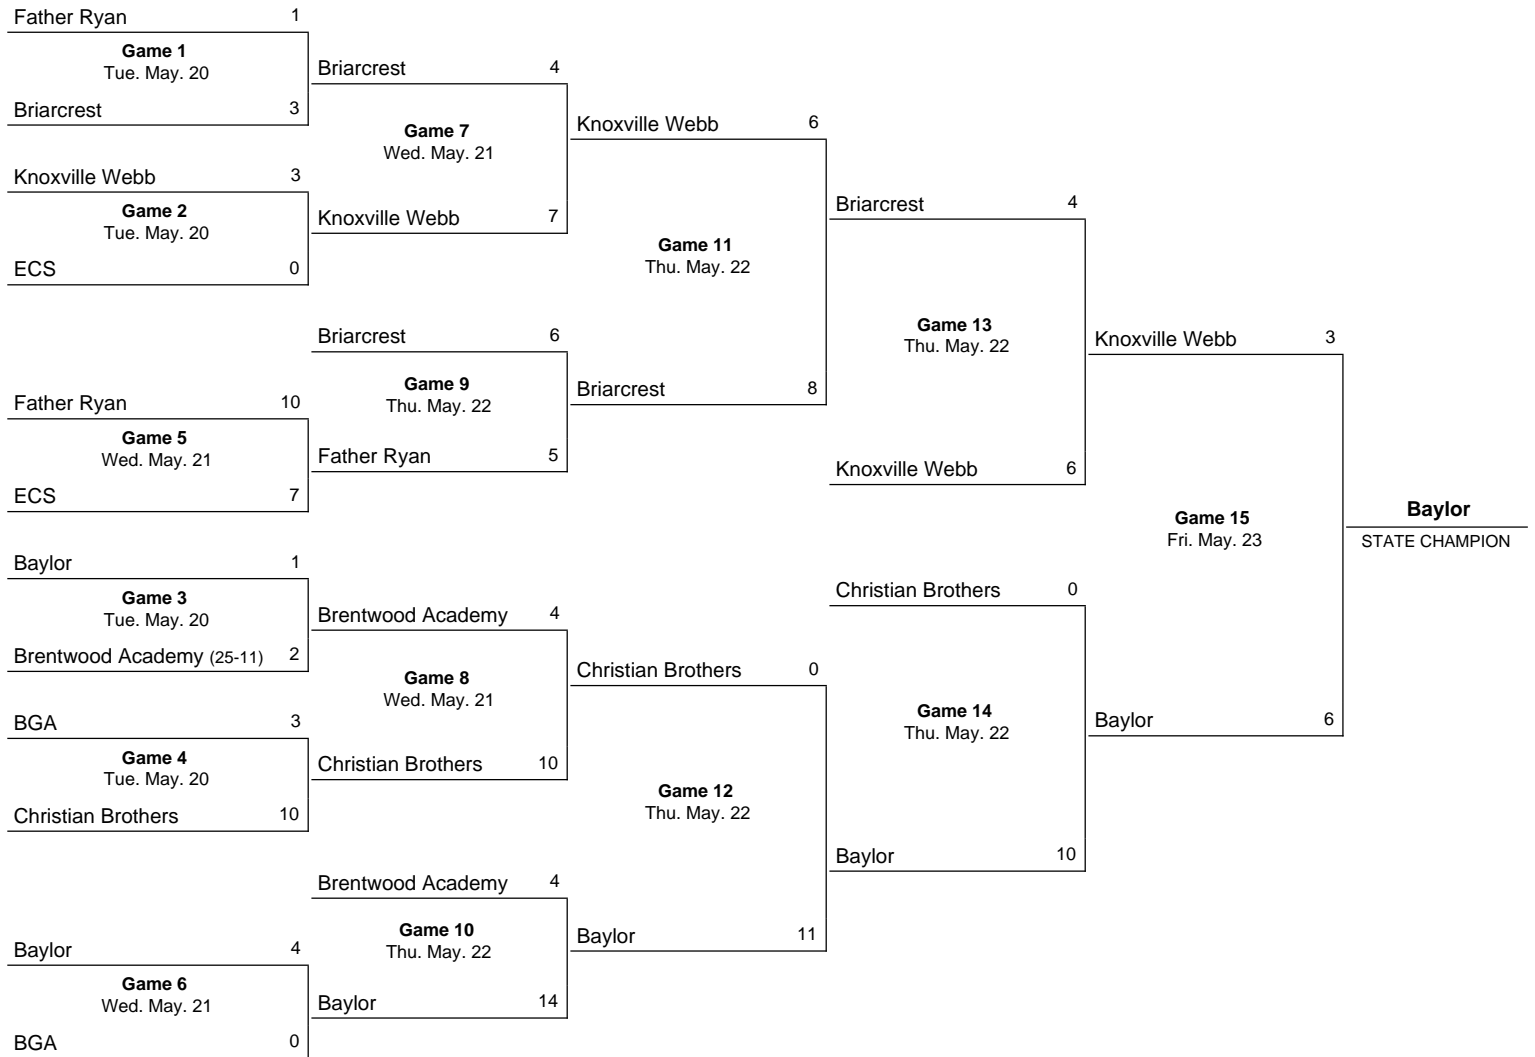 Father Ryan 1
Game 1
Tue. May. 20
Briarcrest 3
Knoxville Webb 3
Game 2
Tue. May. 20
ECS 0
Father Ryan 10
Game 5
Wed. May. 21
ECS 7
Baylor 1
Game 3
Tue. May. 20
Brentwood Academy (25-11) 2
BGA 3
Game 4
Tue. May. 20
Christian Brothers 10
Baylor 4
Game 6
Wed. May. 21
BGA 0
Briarcrest 4
Game 7
Wed. May. 21
Knoxville Webb 7
Briarcrest 6
Game 9
Thu. May. 22
Father Ryan 5
Brentwood Academy 4
Game 8
Wed. May. 21
Christian Brothers 10
Brentwood Academy 4
Game 10
Thu. May. 22
Baylor 14
Knoxville Webb 6
Game 11
Thu. May. 22
Briarcrest 8
Christian Brothers 0
Game 12
Thu. May. 22
Baylor 11
Briarcrest 4
Game 13
Thu. May. 22
Knoxville Webb 6
Christian Brothers 0
Game 14
Thu. May. 22
Baylor 10
Knoxville Webb 3
Game 15
Fri. May. 23
Baylor 6
Baylor
STATE CHAMPION